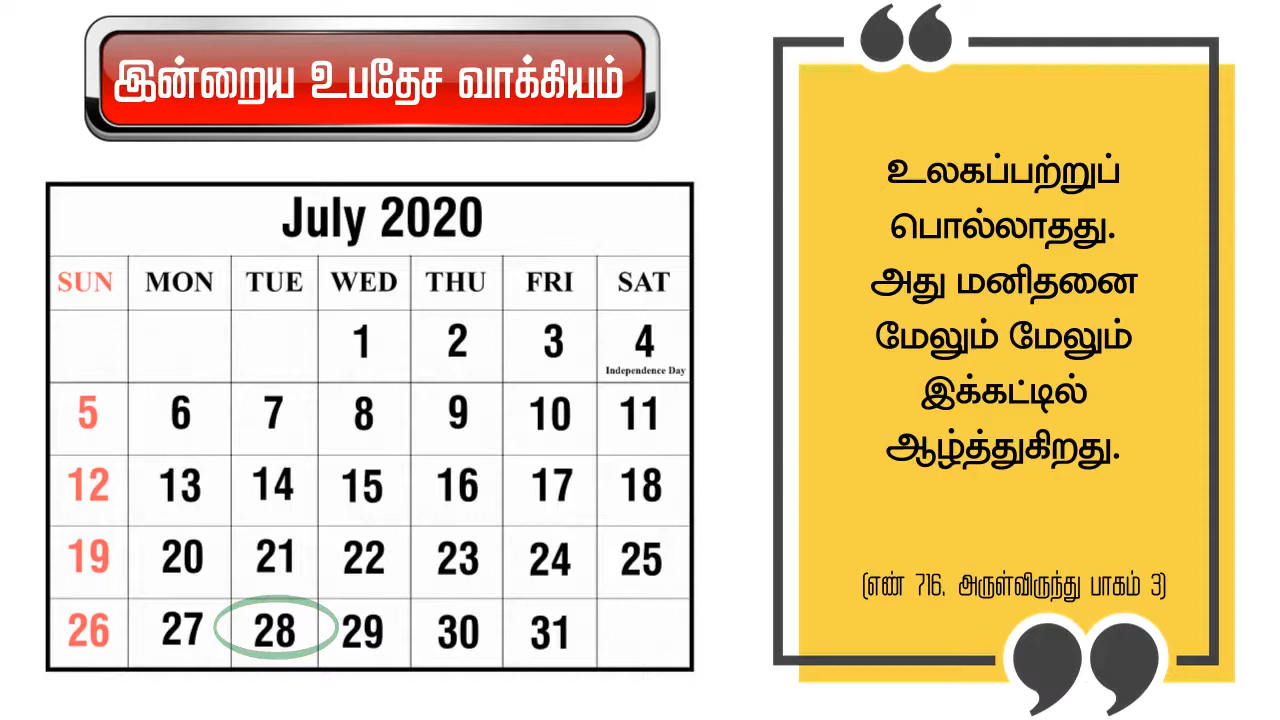 இன்றைய உபதேச வாக்கியம்
July 2020
SUN MON TUE WED THU FRI SAT
1 2 3 4
Independence Day
5 6 7 8 9 10 11
12 13 14 15 16 17 18
19 20 21 22 23 24 25
26 27 28 29 30 31
உலகப்பற்றுப்
பொல்லாதது.
அது மனிதனை
மேலும் மேலும்
இக்கட்டில்
ஆழ்த்துகிறது.
(எண் 716, அருள்விருந்து பாகம் 3)